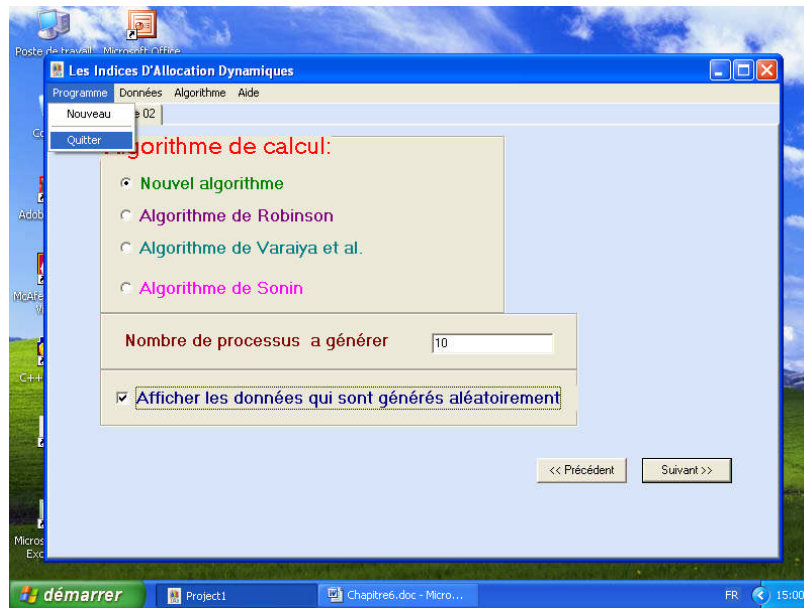 Poste de travail Microsoft Office
Les Indices D'Allocation Dynamiques
Programme Données Algorithme Aide
Nouveau
Quitter
02
Algorithme de calcul:
Nouvel algorithme
Algorithme de Robinson
Algorithme de Varaiya et al.
Algorithme de Sonin
Nombre de processus a générer 10
Afficher les données qui sont générés aléatoirement
<< Précédent Suivant >>
démarrer Project1 Chapitre6.doc - Micro... FR 15:00